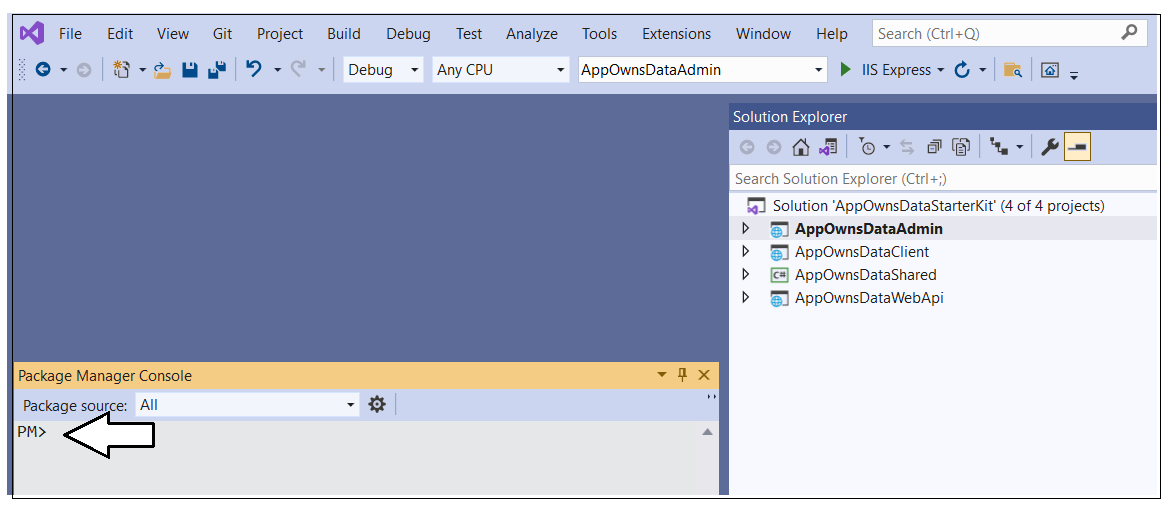 File Edit View Git Project Build Debug Test Analyze Tools Extensions Window Help Search (Ctrl+Q)
Debug Any CPU AppOwnsDataAdmin IIS Express
Solution Explorer
Search Solution Explorer (Ctrl+;)
Solution 'AppOwnsDataStarterKit' (4 of 4 projects)
AppOwnsDataAdmin
AppOwnsDataClient
C# AppOwnsDataShared
AppOwnsDataWebApi
Package Manager Console
Package source: All
PM>